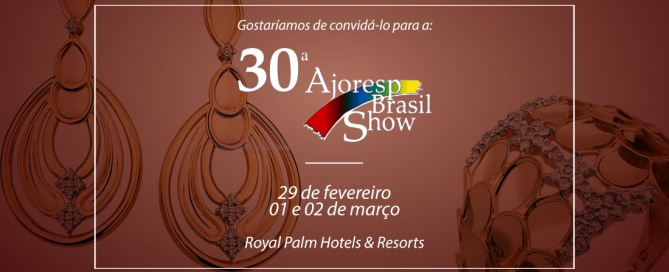 Gostaríamos de convidá-lo para a:
30ª Ajoresp
Brasil
Show
29 de fevereiro
01 e 02 de março
Royal Palm Hotels & Resorts